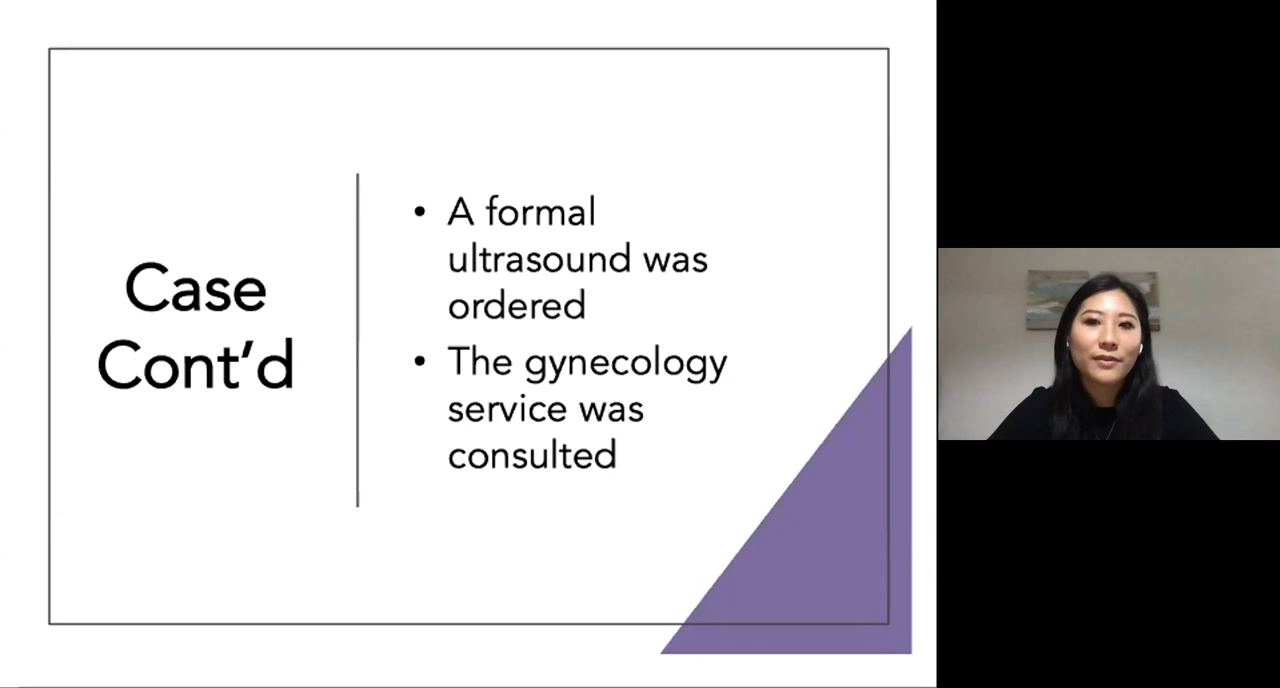 Case
Cont’d
• A formal
ultrasound was
ordered
• The gynecology
service was
consulted